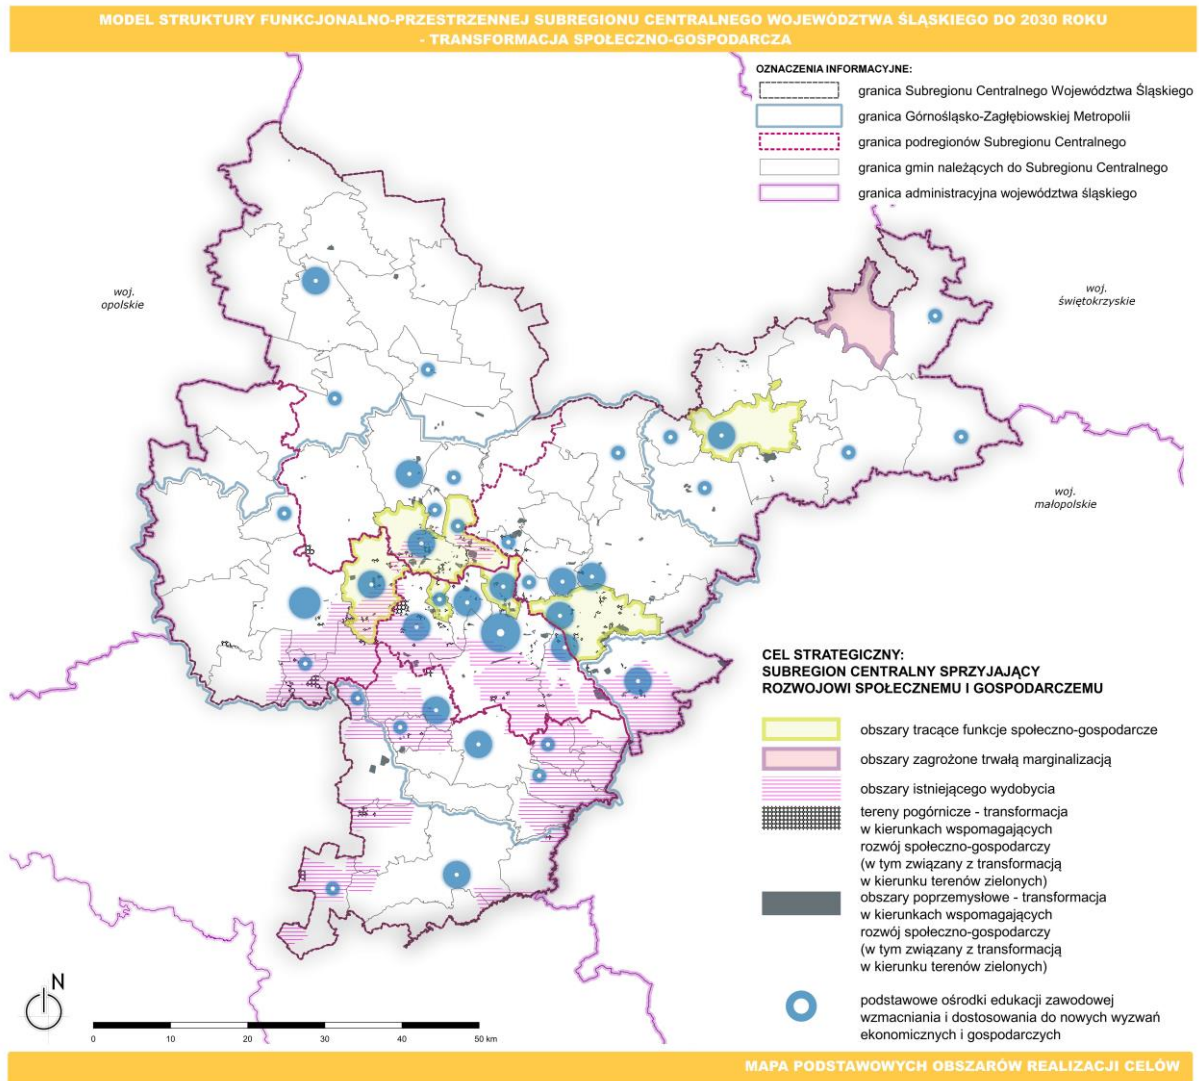 MODEL STRUKTURY FUNKCJONALNO-PRZESTRZENNEJ SUBREGIONU CENTRALNEGO WOJEWÓDZTWA ŚLĄSKIEGO DO 2030 ROKU
- TRANSFORMACJA SPOŁECZNO-GOSPODARCZA
OZNACZENIA INFORMACYJNE:
granica Subregionu Centralnego Województwa Śląskiego
granica Górnośląsko-Zagłębiowskiej Metropolii
granica podregionów Subregionu Centralnego
granica gmin należących do Subregionu Centralnego
granica administracyjna województwa śląskiego
woj.
opolskie
woj.
świętokrzyskie
woj.
małopolskie
CEL STRATEGICZNY:
SUBREGION CENTRALNY SPRZYJAJĄCY
ROZWOJOWI SPOŁECZNEMU I GOSPODARCZEMU
obszary tracące funkcje społeczno-gospodarcze
obszary zagrożone trwałą marginalizacją
obszary istniejącego wydobycia
tereny pogórnicze - transformacja
w kierunkach wspomagających
rozwój społeczno-gospodarczy
(w tym związany z transformacją
w kierunku terenów zielonych)
obszary poprzemysłowe - transformacja
w kierunkach wspomagających
rozwój społeczno-gospodarczy
(w tym związany z transformacją
w kierunku terenów zielonych)
podstawowe ośrodki edukacji zawodowej
wzmacniania i dostosowania do nowych wyzwań
ekonomicznych i gospodarczych
N
0 10 20 30 40 50 km
MAPA PODSTAWOWYCH OBSZARÓW REALIZACJI CELÓW